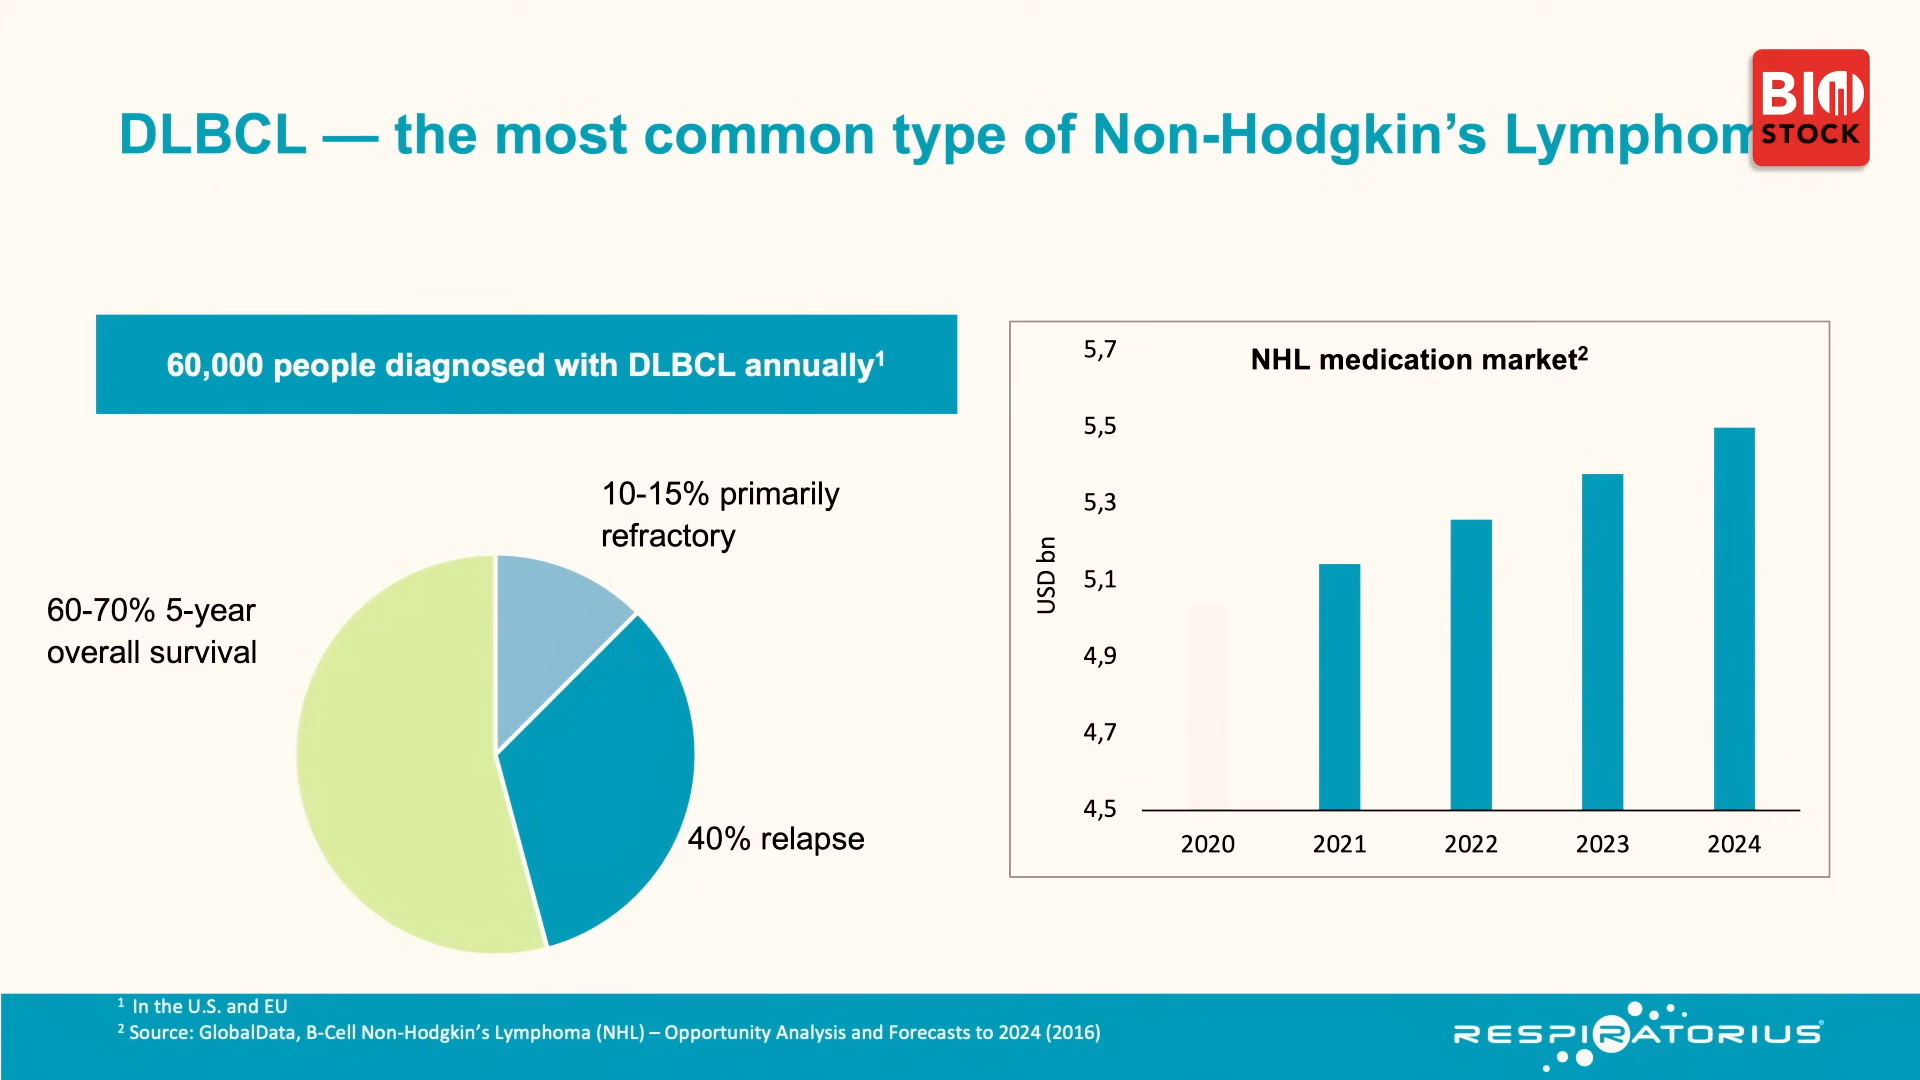 DLBCL — the most common type of Non-Hodgkin’s Lymphom
BIO
STOCK
60,000 people diagnosed with DLBCL annually¹
10-15% primarily
refractory
60-70% 5-year
overall survival
40% relapse
NHL medication market²
5,7
5,5
5,3
5,1
4,9
4,7
4,5
USD bn
2020 2021 2022 2023 2024
¹ In the U.S. and EU
² Source: GlobalData, B-Cell Non-Hodgkin’s Lymphoma (NHL) – Opportunity Analysis and Forecasts to 2024 (2016)
RESPIRATORIUS